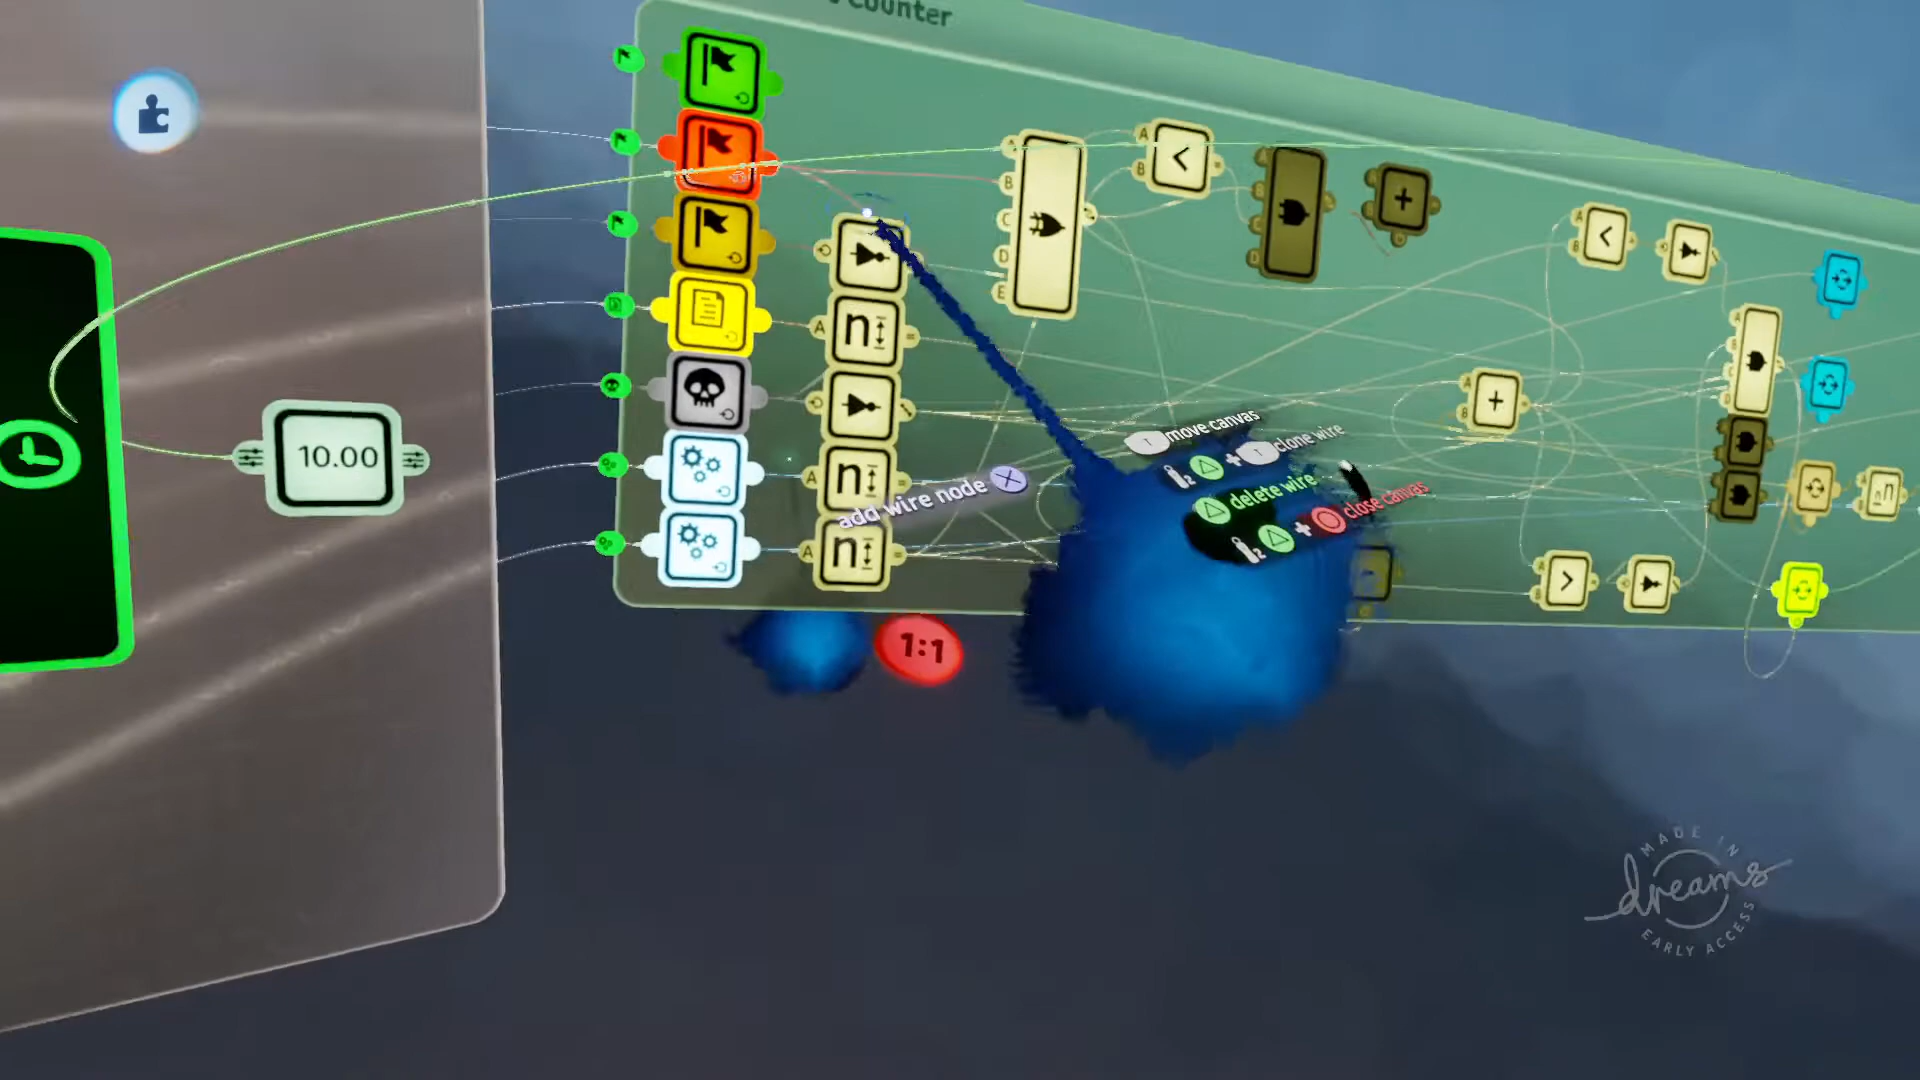 Counter
10.00
move canvas
clone wire
delete wire
close canvas
add wire node
1:1
MADE IN
dreams
EARLY ACCESS